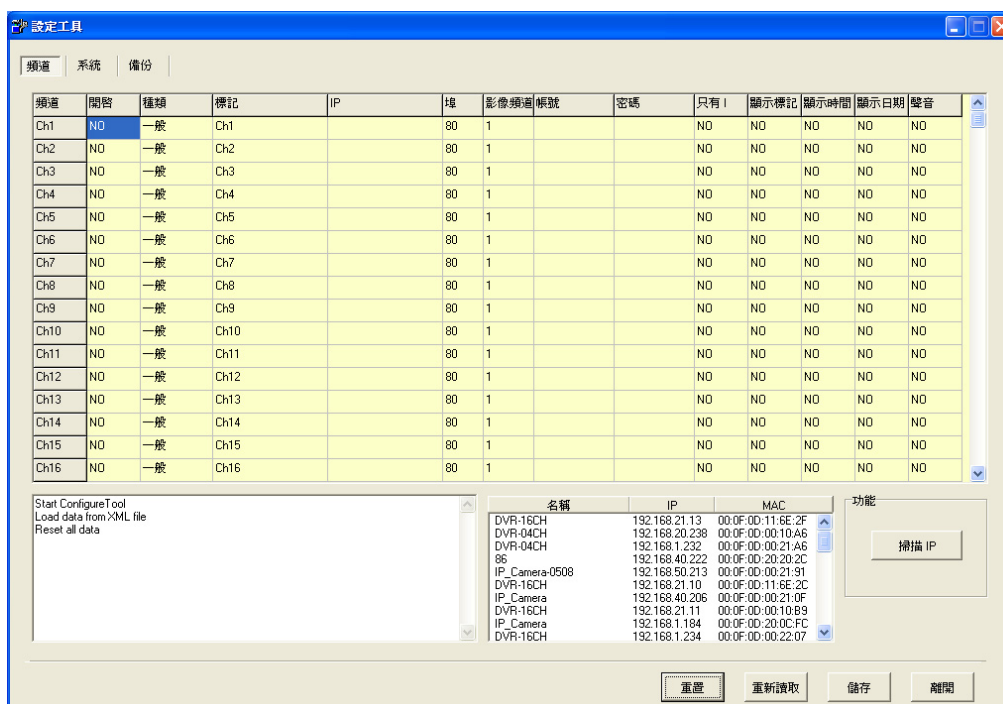 設定工具
頻道 系統 備份
頻道 開啓 種類 標記 IP 埠 影像頻道 帳號 密碼 只有 I 顯示標記 顯示時間 顯示日期 聲音
Ch1 NO 一般 Ch1 80 1 NO NO NO NO NO
Ch2 NO 一般 Ch2 80 1 NO NO NO NO NO
Ch3 NO 一般 Ch3 80 1 NO NO NO NO NO
Ch4 NO 一般 Ch4 80 1 NO NO NO NO NO
Ch5 NO 一般 Ch5 80 1 NO NO NO NO NO
Ch6 NO 一般 Ch6 80 1 NO NO NO NO NO
Ch7 NO 一般 Ch7 80 1 NO NO NO NO NO
Ch8 NO 一般 Ch8 80 1 NO NO NO NO NO
Ch9 NO 一般 Ch9 80 1 NO NO NO NO NO
Ch10 NO 一般 Ch10 80 1 NO NO NO NO NO
Ch11 NO 一般 Ch11 80 1 NO NO NO NO NO
Ch12 NO 一般 Ch12 80 1 NO NO NO NO NO
Ch13 NO 一般 Ch13 80 1 NO NO NO NO NO
Ch14 NO 一般 Ch14 80 1 NO NO NO NO NO
Ch15 NO 一般 Ch15 80 1 NO NO NO NO NO
Ch16 NO 一般 Ch16 80 1 NO NO NO NO NO
Start ConfigureTool
Load data from XML file
Reset all data
名稱 IP MAC
DVR-16CH 192.168.21.13 00:0F:0D:11:6E:2F
DVR-04CH 192.168.20.238 00:0F:0D:00:10:A6
DVR-04CH 192.168.1.232 00:0F:0D:00:21:A6
86 192.168.40.222 00:0F:0D:20:20:2C
IP_Camera-0508 192.168.50.213 00:0F:0D:00:21:91
DVR-16CH 192.168.21.10 00:0F:0D:11:6E:2C
IP_Camera 192.168.40.206 00:0F:0D:00:21:0F
DVR-16CH 192.168.21.11 00:0F:0D:00:10:B9
IP_Camera 192.168.1.184 00:0F:0D:20:0C:FC
DVR-16CH 192.168.1.234 00:0F:0D:00:22:07
功能
掃描 IP
重置 重新讀取 儲存 離開